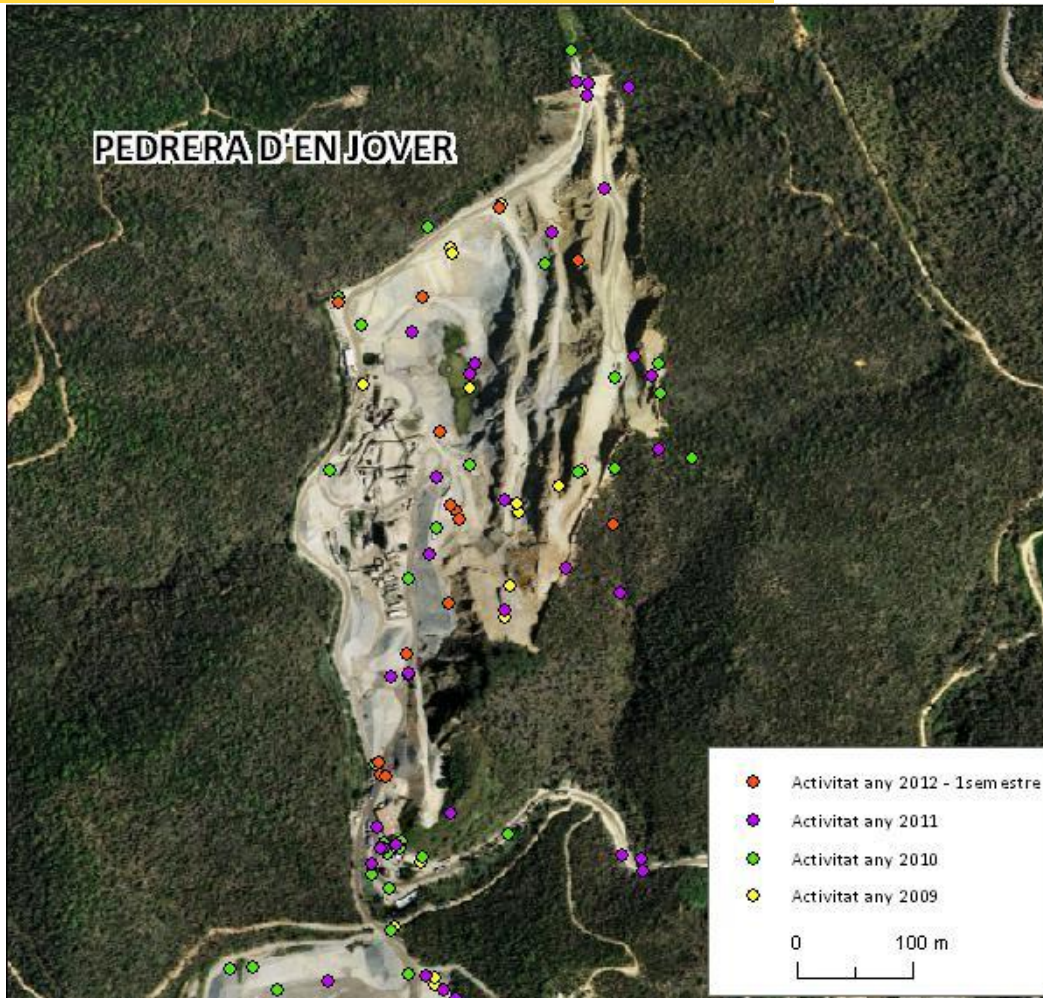 PEDRERA D'EN JOVER
Activitat any 2012 - 1semestre
Activitat any 2011
Activitat any 2010
Activitat any 2009
0 100 m